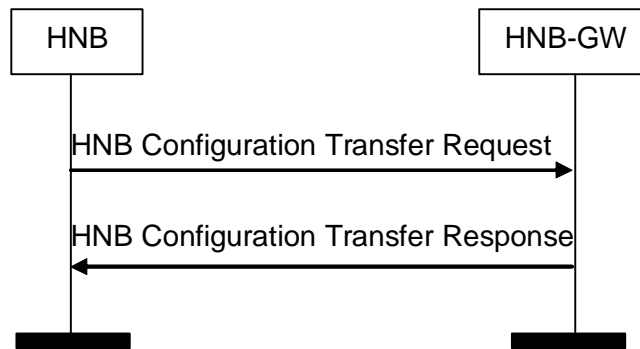 HNB
HNB-GW
HNB Configuration Transfer Request
HNB Configuration Transfer Response